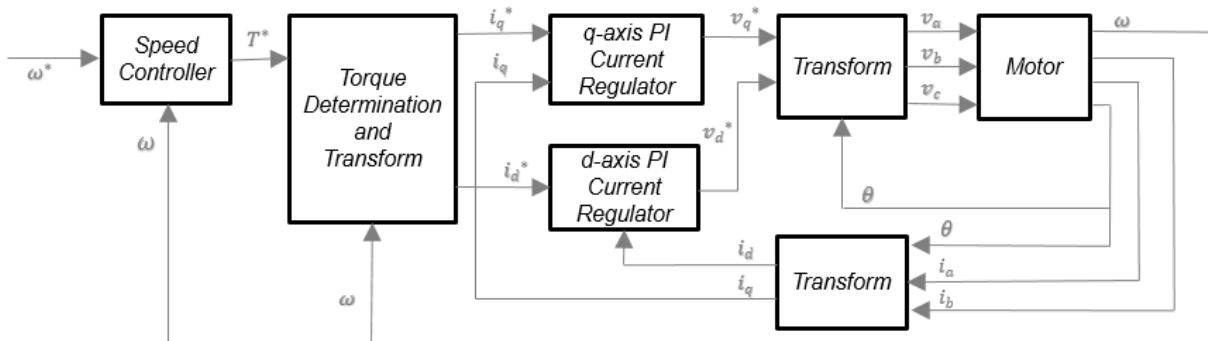 ω*
Speed
Controller
T*
ω
Torque
Determination
and
Transform
ω
i_q*
i_q
q-axis PI
Current
Regulator
v_q*
i_d*
d-axis PI
Current
Regulator
v_d*
Transform
v_a
v_b
v_c
Motor
ω
θ
θ
i_d
i_q
Transform
i_a
i_b